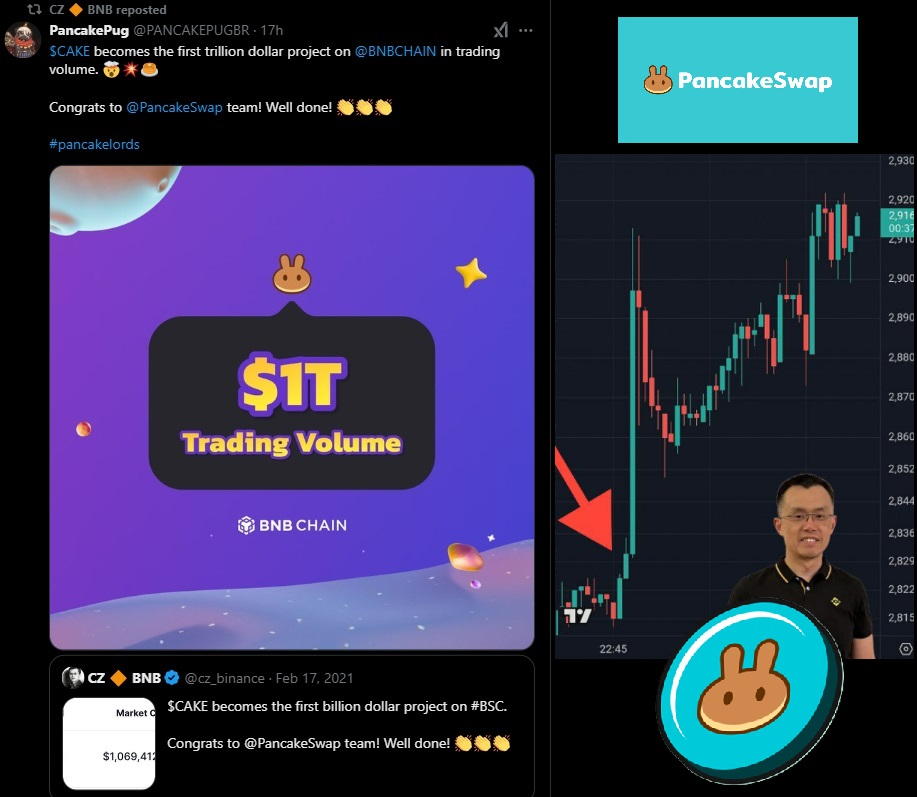 CZ 🔶 BNB reposted
PancakePug @PANCAKEPUGBR · 17h
$CAKE becomes the first trillion dollar project on @BNBCHAIN in trading
volume. 🤯💥🥞
Congrats to @PancakeSwap team! Well done! 👏👏👏
#pancakelords
$1T
Trading Volume
BNB CHAIN
CZ 🔶 BNB @cz_binance · Feb 17, 2021
$CAKE becomes the first billion dollar project on #BSC.
Congrats to @PancakeSwap team! Well done! 👏👏👏
Market C
$1,069,412
PancakeSwap
2,930
2,920
2,916
00:37
2,910
2,900
2,890
2,880
2,870
2,860
2,852
2,844
2,836
2,829
2,822
2,815
22:45